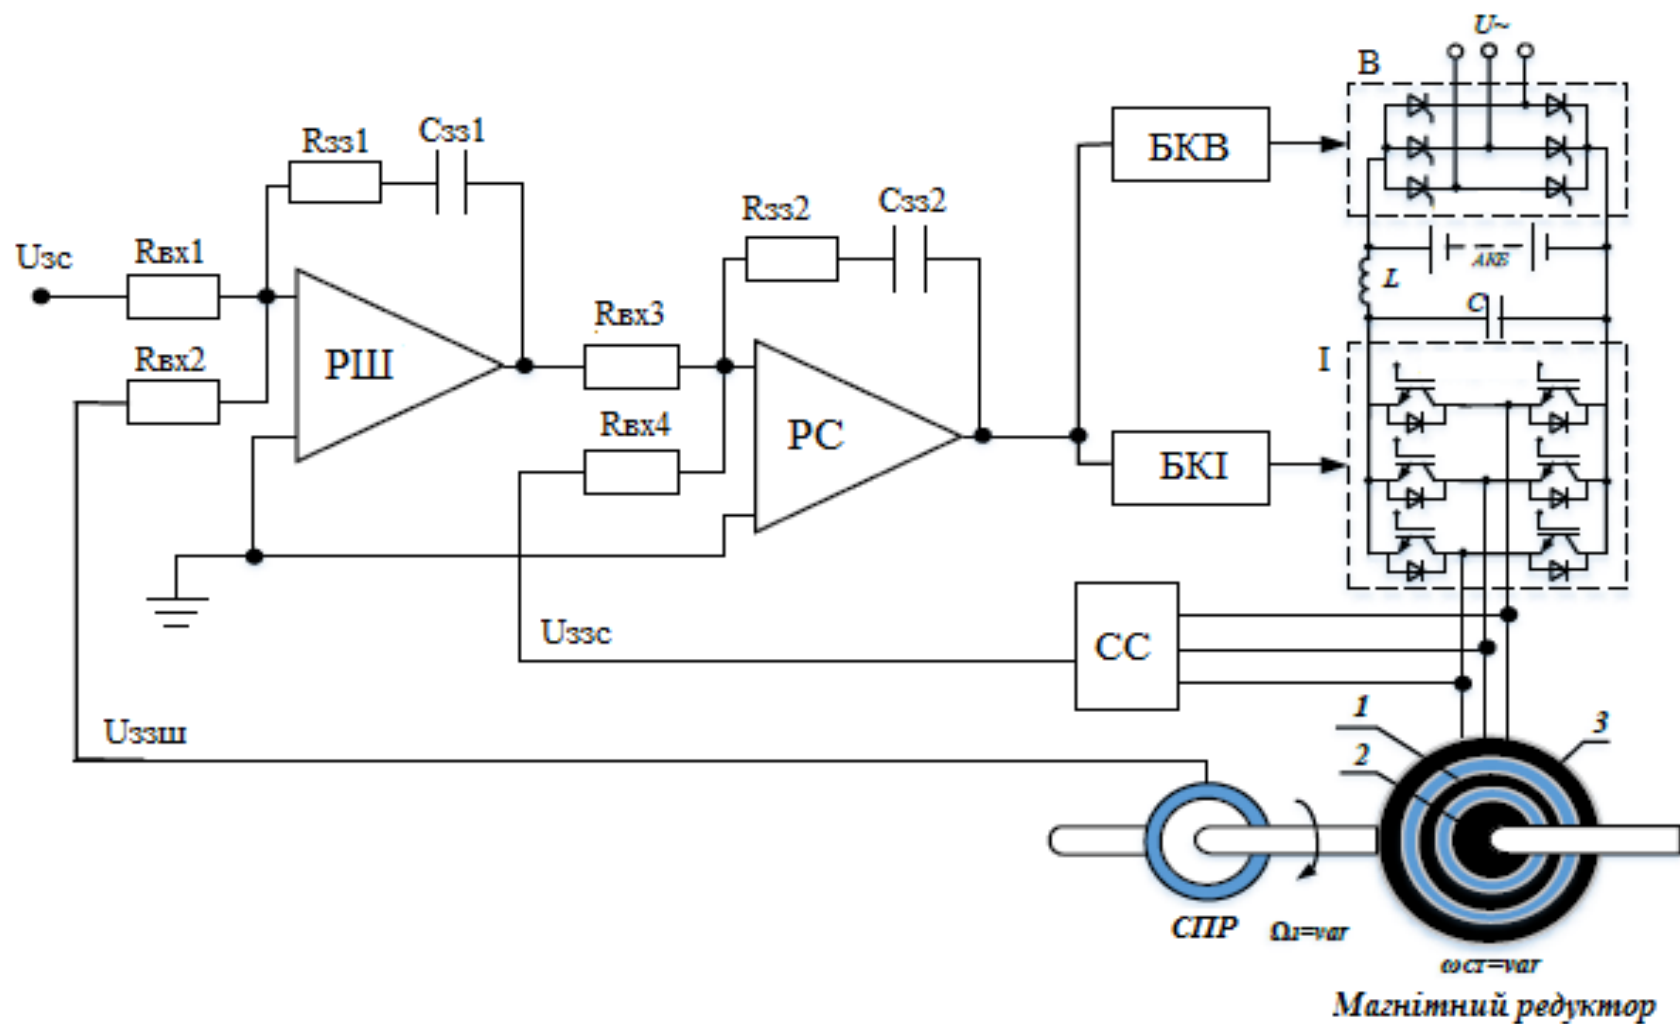 U~
В
Rзз1
Cзз1
БКВ
Rзз2
Cзз2
Uзс
Rвх1
АКБ
L
C
Rвх3
Rвх2
РШ
І
Rвх4
РС
БКІ
Uззс
СС
1
3
Uззш
2
СПР
Ω1=var
ωст=var
Магнітний редуктор